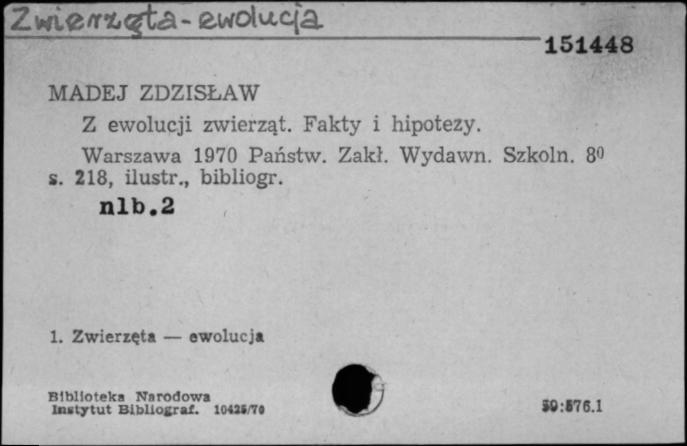 Zwierzęta - ewolucja
151448
MADEJ ZDZISŁAW
Z ewolucji zwierząt. Fakty i hipotezy.
Warszawa 1970 Państw. Zakł. Wydawn. Szkoln. 8⁰
s. 218, ilustr., bibliogr.
nlb.2
1. Zwierzęta — ewolucja
Biblioteka Narodowa
Instytut Bibliograf. 10425/70
59:576.1